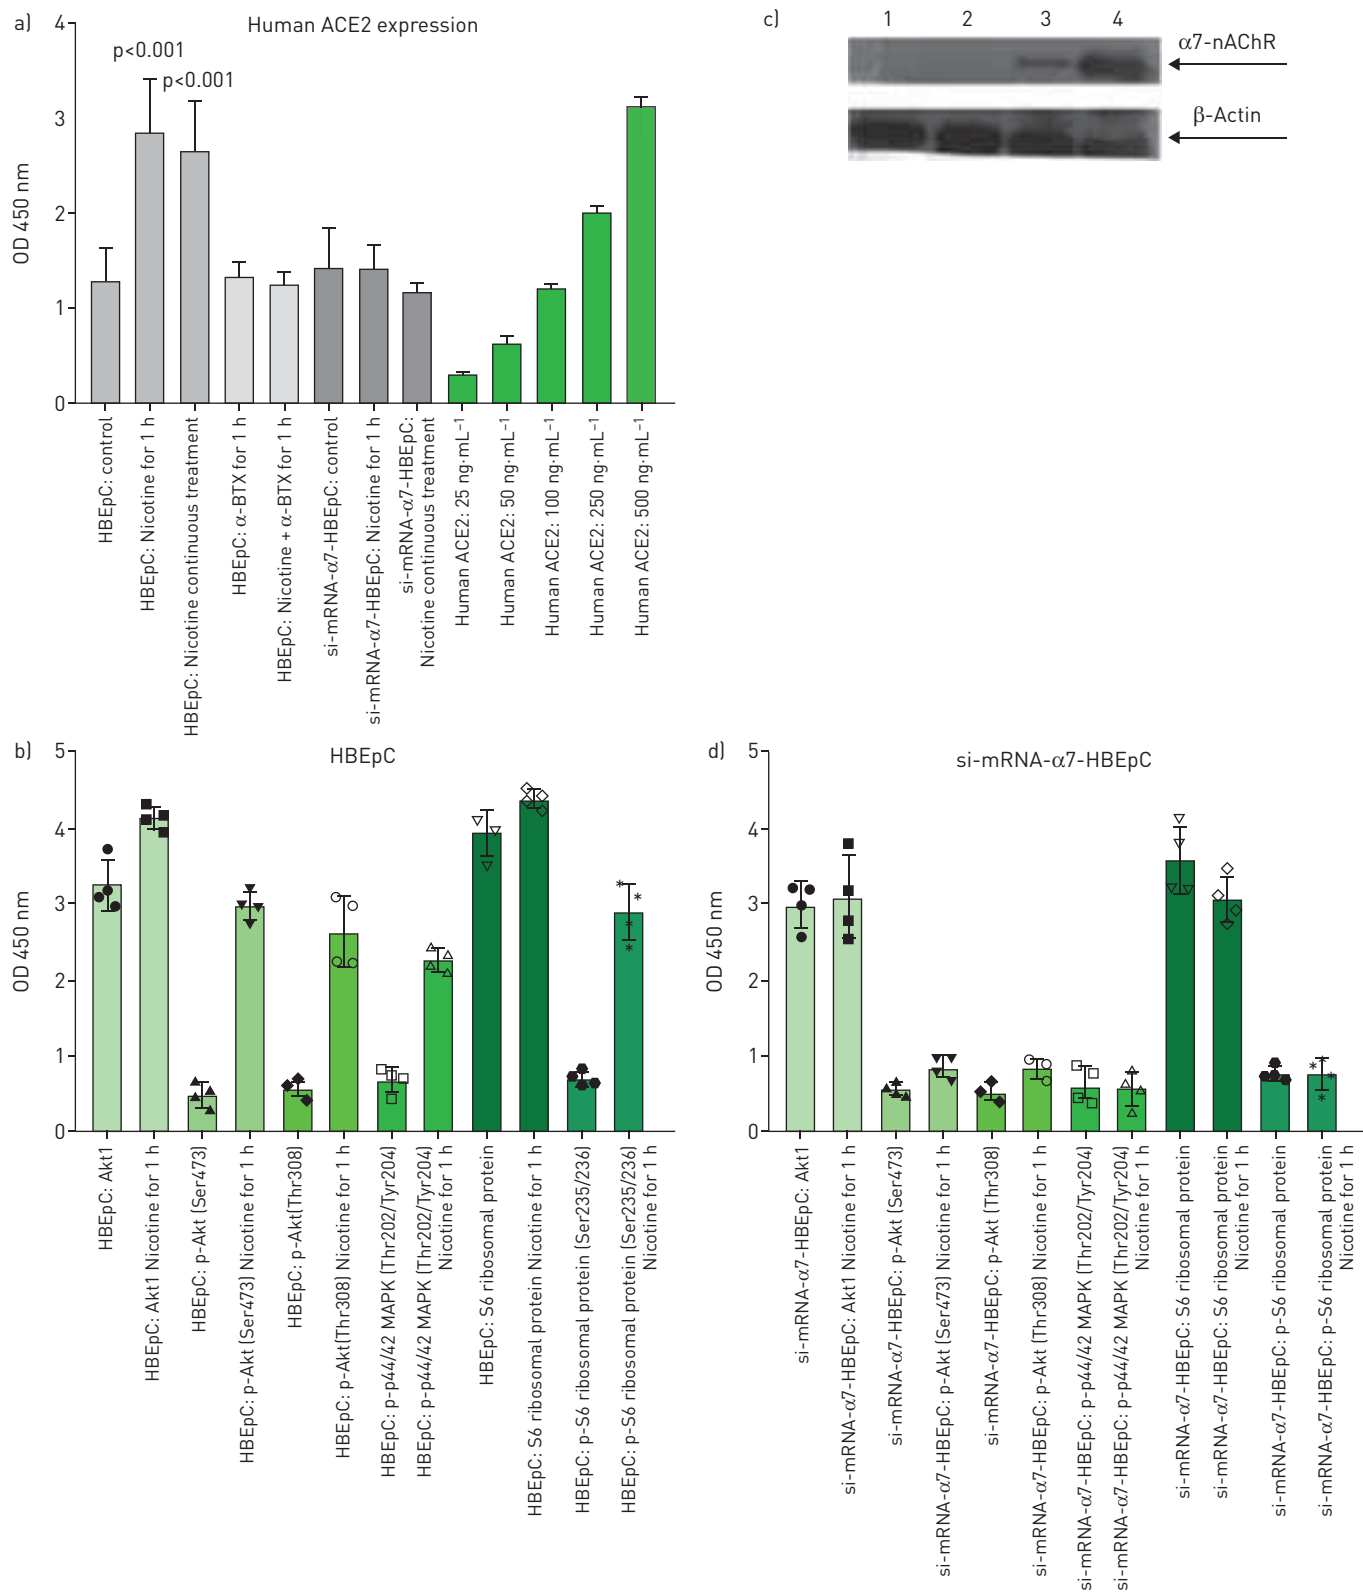 a)
Human ACE2 expression
p<0.001
p<0.001
OD 450 nm
4
3
2
1
0
HBEpC: control
HBEpC: Nicotine for 1 h
HBEpC: Nicotine continuous treatment
HBEpC: α-BTX for 1 h
HBEpC: Nicotine + α-BTX for 1 h
si-mRNA-α7-HBEpC: control
si-mRNA-α7-HBEpC: Nicotine for 1 h
si-mRNA-α7-HBEpC:
Nicotine continuous treatment
Human ACE2: 25 ng·mL⁻¹
Human ACE2: 50 ng·mL⁻¹
Human ACE2: 100 ng·mL⁻¹
Human ACE2: 250 ng·mL⁻¹
Human ACE2: 500 ng·mL⁻¹
c)
1 2 3 4
α7-nAChR
β-Actin
b)
HBEpC
OD 450 nm
5
4
3
2
1
0
HBEpC: Akt1
HBEpC: Akt1 Nicotine for 1 h
HBEpC: p-Akt (Ser473)
HBEpC: p-Akt (Ser473) Nicotine for 1 h
HBEpC: p-Akt(Thr308)
HBEpC: p-Akt(Thr308) Nicotine for 1 h
HBEpC: p-p44/42 MAPK (Thr202/Tyr204)
HBEpC: p-p44/42 MAPK (Thr202/Tyr204)
Nicotine for 1 h
HBEpC: S6 ribosomal protein
HBEpC: S6 ribosomal protein Nicotine for 1 h
HBEpC: p-S6 ribosomal protein (Ser235/236)
HBEpC: p-S6 ribosomal protein (Ser235/236)
Nicotine for 1 h
d)
si-mRNA-α7-HBEpC
OD 450 nm
5
4
3
2
1
0
si-mRNA-α7-HBEpC: Akt1
si-mRNA-α7-HBEpC: Akt1 Nicotine for 1 h
si-mRNA-α7-HBEpC: p-Akt (Ser473)
si-mRNA-α7-HBEpC: p-Akt (Ser473) Nicotine for 1 h
si-mRNA-α7-HBEpC: p-Akt (Thr308)
si-mRNA-α7-HBEpC: p-Akt (Thr308) Nicotine for 1 h
si-mRNA-α7-HBEpC: p-p44/42 MAPK (Thr202/Tyr204)
si-mRNA-α7-HBEpC: p-p44/42 MAPK (Thr202/Tyr204)
Nicotine for 1 h
si-mRNA-α7-HBEpC: S6 ribosomal protein
si-mRNA-α7-HBEpC: S6 ribosomal protein
Nicotine for 1 h
si-mRNA-α7-HBEpC: p-S6 ribosomal protein
si-mRNA-α7-HBEpC: p-S6 ribosomal protein
Nicotine for 1 h